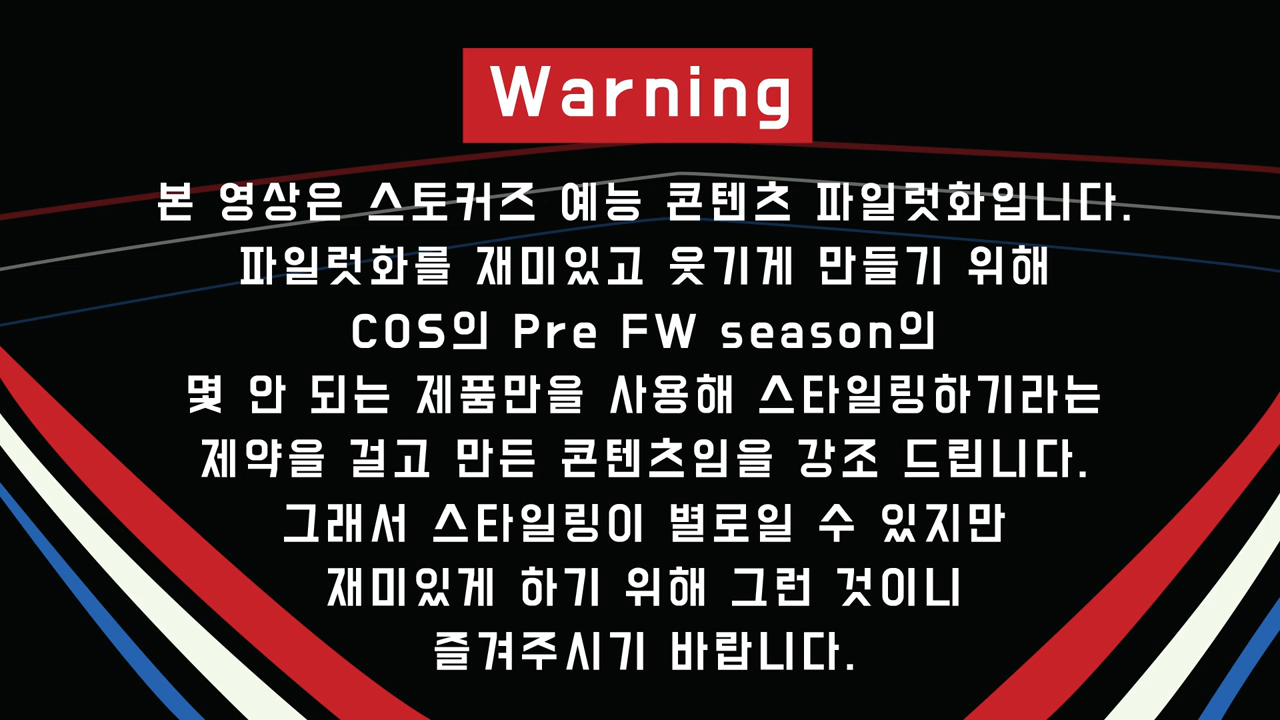 Warning
본 영상은 스토커즈 예능 콘텐츠 파일럿화입니다.
파일럿화를 재미있고 웃기게 만들기 위해
COS의 Pre FW season의
몇 안 되는 제품만을 사용해 스타일링하기라는
제약을 걸고 만든 콘텐츠임을 강조 드립니다.
그래서 스타일링이 별로일 수 있지만
재미있게 하기 위해 그런 것이니
즐겨주시기 바랍니다.